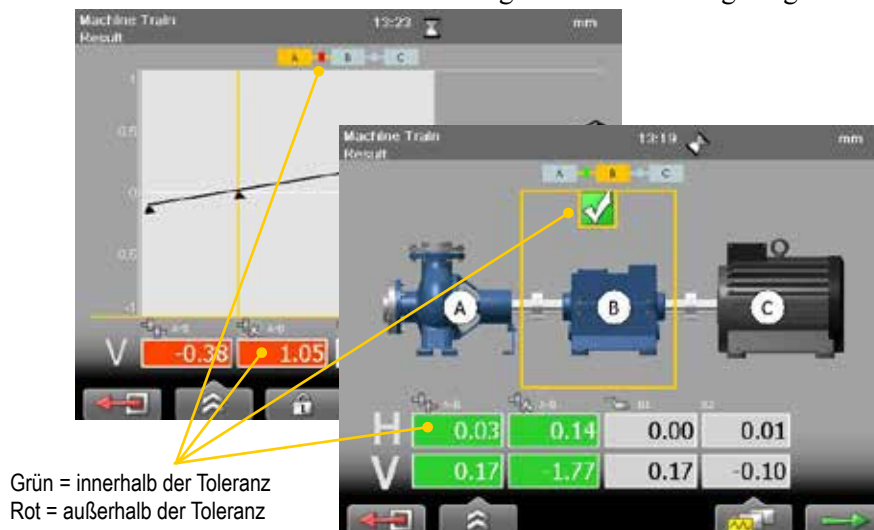 Machine Train
Result
13:23
mm
A B C
1
0.5
0
0.5
-1
A-B A-B
V -0.38 1.05
Machine Train
Result
13:19
mm
A B C
A B C
A-B A-B B1 B2
H 0.03 0.14 0.00 0.01
V 0.17 -1.77 0.17 -0.10
Grün = innerhalb der Toleranz
Rot = außerhalb der Toleranz